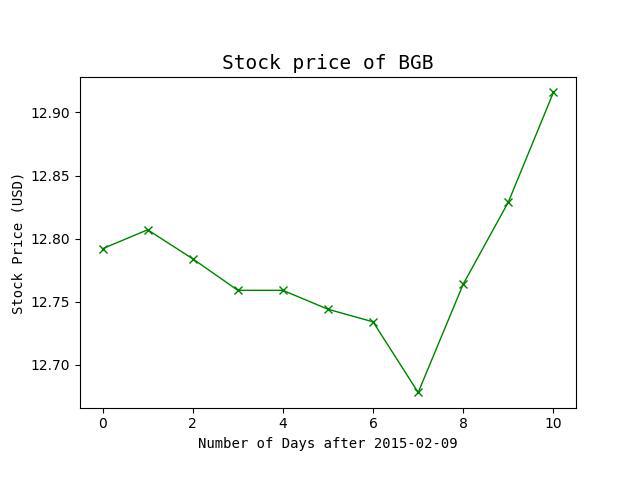 Stock price of BGB
Stock Price (USD)
12.90
12.85
12.80
12.75
12.70
0 2 4 6 8 10
Number of Days after 2015-02-09